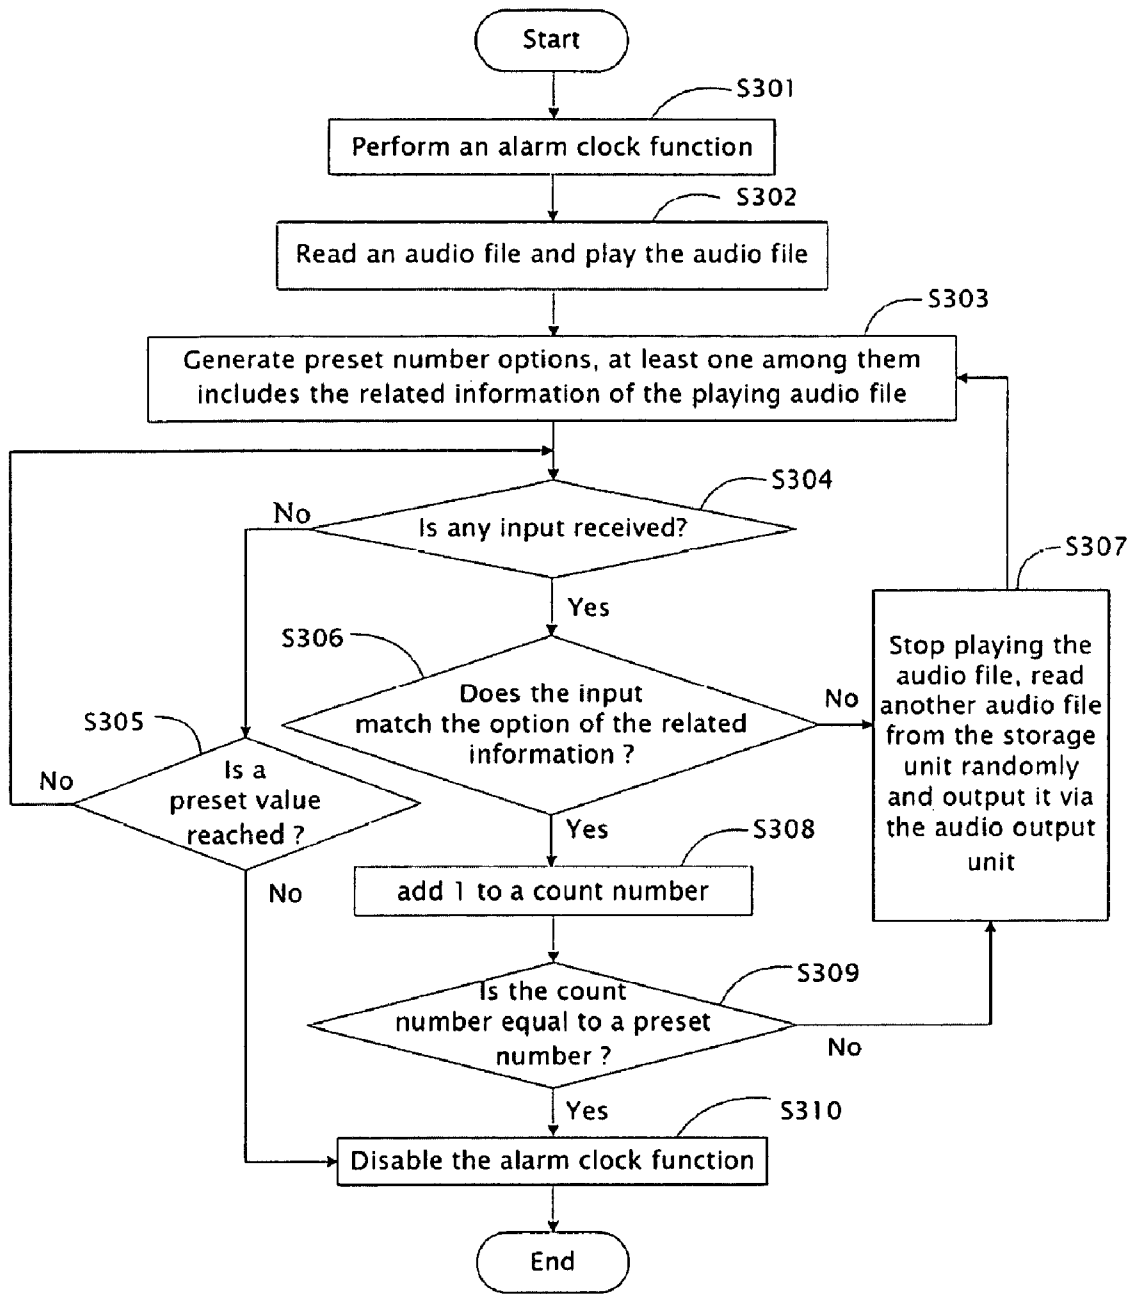 Start
S301
Perform an alarm clock function
S302
Read an audio file and play the audio file
S303
Generate preset number options, at least one among them
includes the related information of the playing audio file
S304
No
Is any input received?
Yes
S307
S306
Does the input
match the option of the related
information ?
No
Stop playing the
audio file, read
another audio file
from the storage
unit randomly
and output it via
the audio output
unit
S305
No
Is a
preset value
reached ?
No
Yes
S308
add 1 to a count number
S309
Is the count
number equal to a preset
number ?
No
Yes
S310
Disable the alarm clock function
End